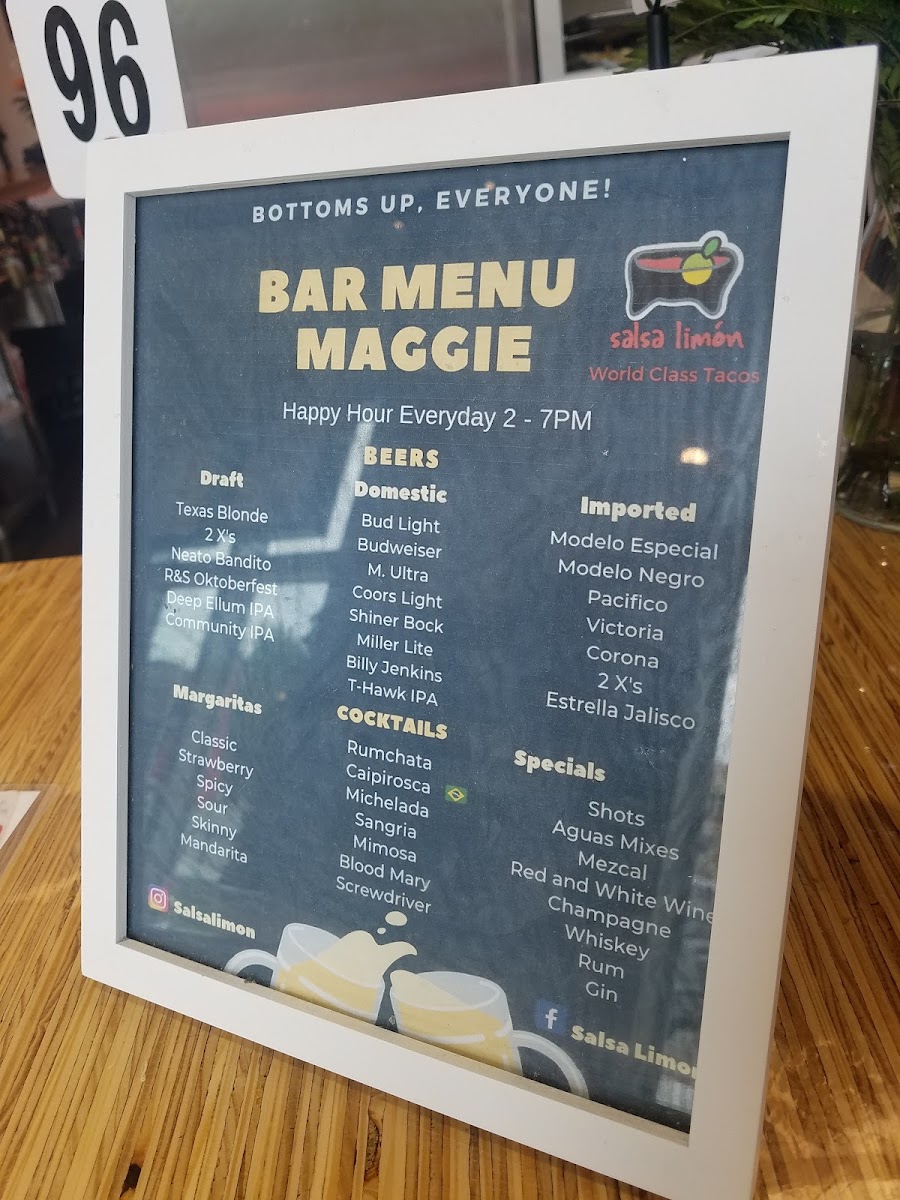 96
BOTTOMS UP, EVERYONE!
BAR MENU
MAGGIE
salsa limón
World Class Tacos
Happy Hour Everyday 2 - 7PM
BEERS
Draft
Texas Blonde
2 X's
Neato Bandito
R&S Oktoberfest
Deep Ellum IPA
Community IPA
Domestic
Bud Light
Budweiser
M. Ultra
Coors Light
Shiner Bock
Miller Lite
Billy Jenkins
T-Hawk IPA
Imported
Modelo Especial
Modelo Negro
Pacifico
Victoria
Corona
2 X's
Estrella Jalisco
Margaritas
Classic
Strawberry
Spicy
Sour
Skinny
Mandarita
COCKTAILS
Rumchata
Caipirosca
Michelada
Sangria
Mimosa
Blood Mary
Screwdriver
Specials
Shots
Aguas Mixes
Mezcal
Red and White Wine
Champagne
Whiskey
Rum
Gin
Salsalimon
f Salsa Limon